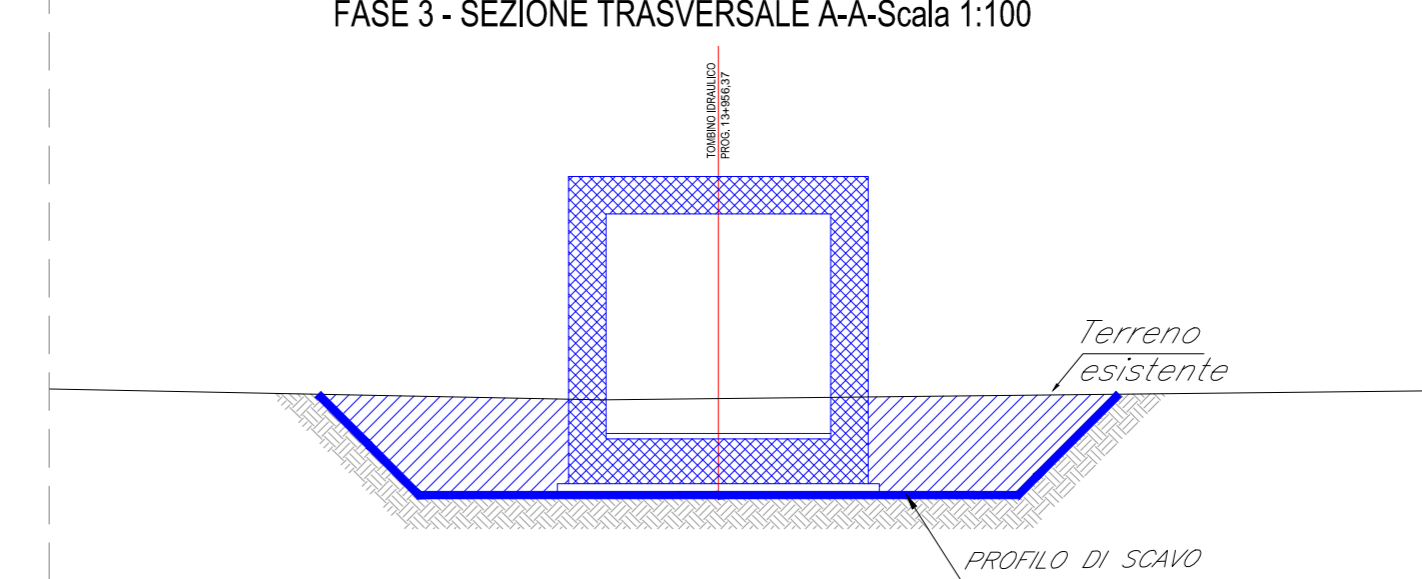 FASE 3 - SEZIONE TRASVERSALE A-A-Scala 1:100
TOMBINO IDRAULICO
PROG. 13+956,37
Terreno
esistente
PROFILO DI SCAVO